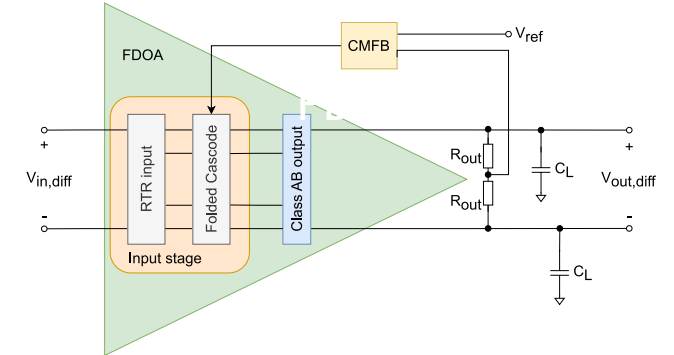 FDOA
CMFB
Vref
+
Vin,diff
-
RTR input
Folded Cascode
Class AB output
Input stage
Rout
Rout
CL
CL
+
Vout,diff
-